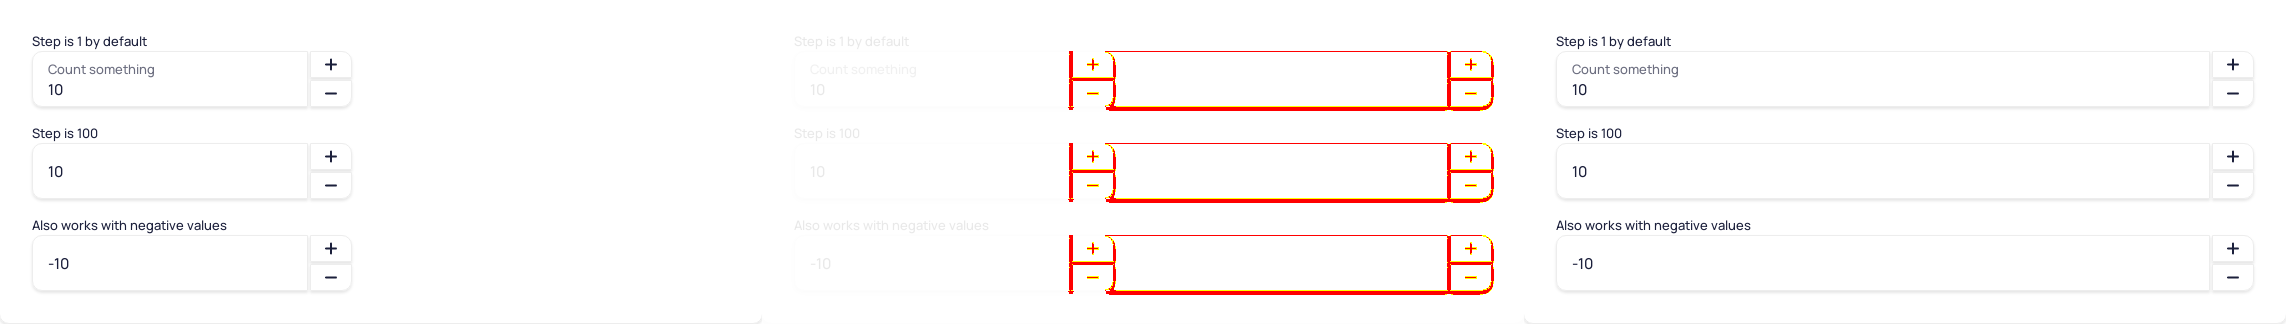 Step is 1 by default
Count something
10
Step is 100
10
Also works with negative values
-10
Step is 1 by default
Count something
10
Step is 100
10
Also works with negative values
-10
Step is 1 by default
Count something
10
Step is 100
10
Also works with negative values
-10